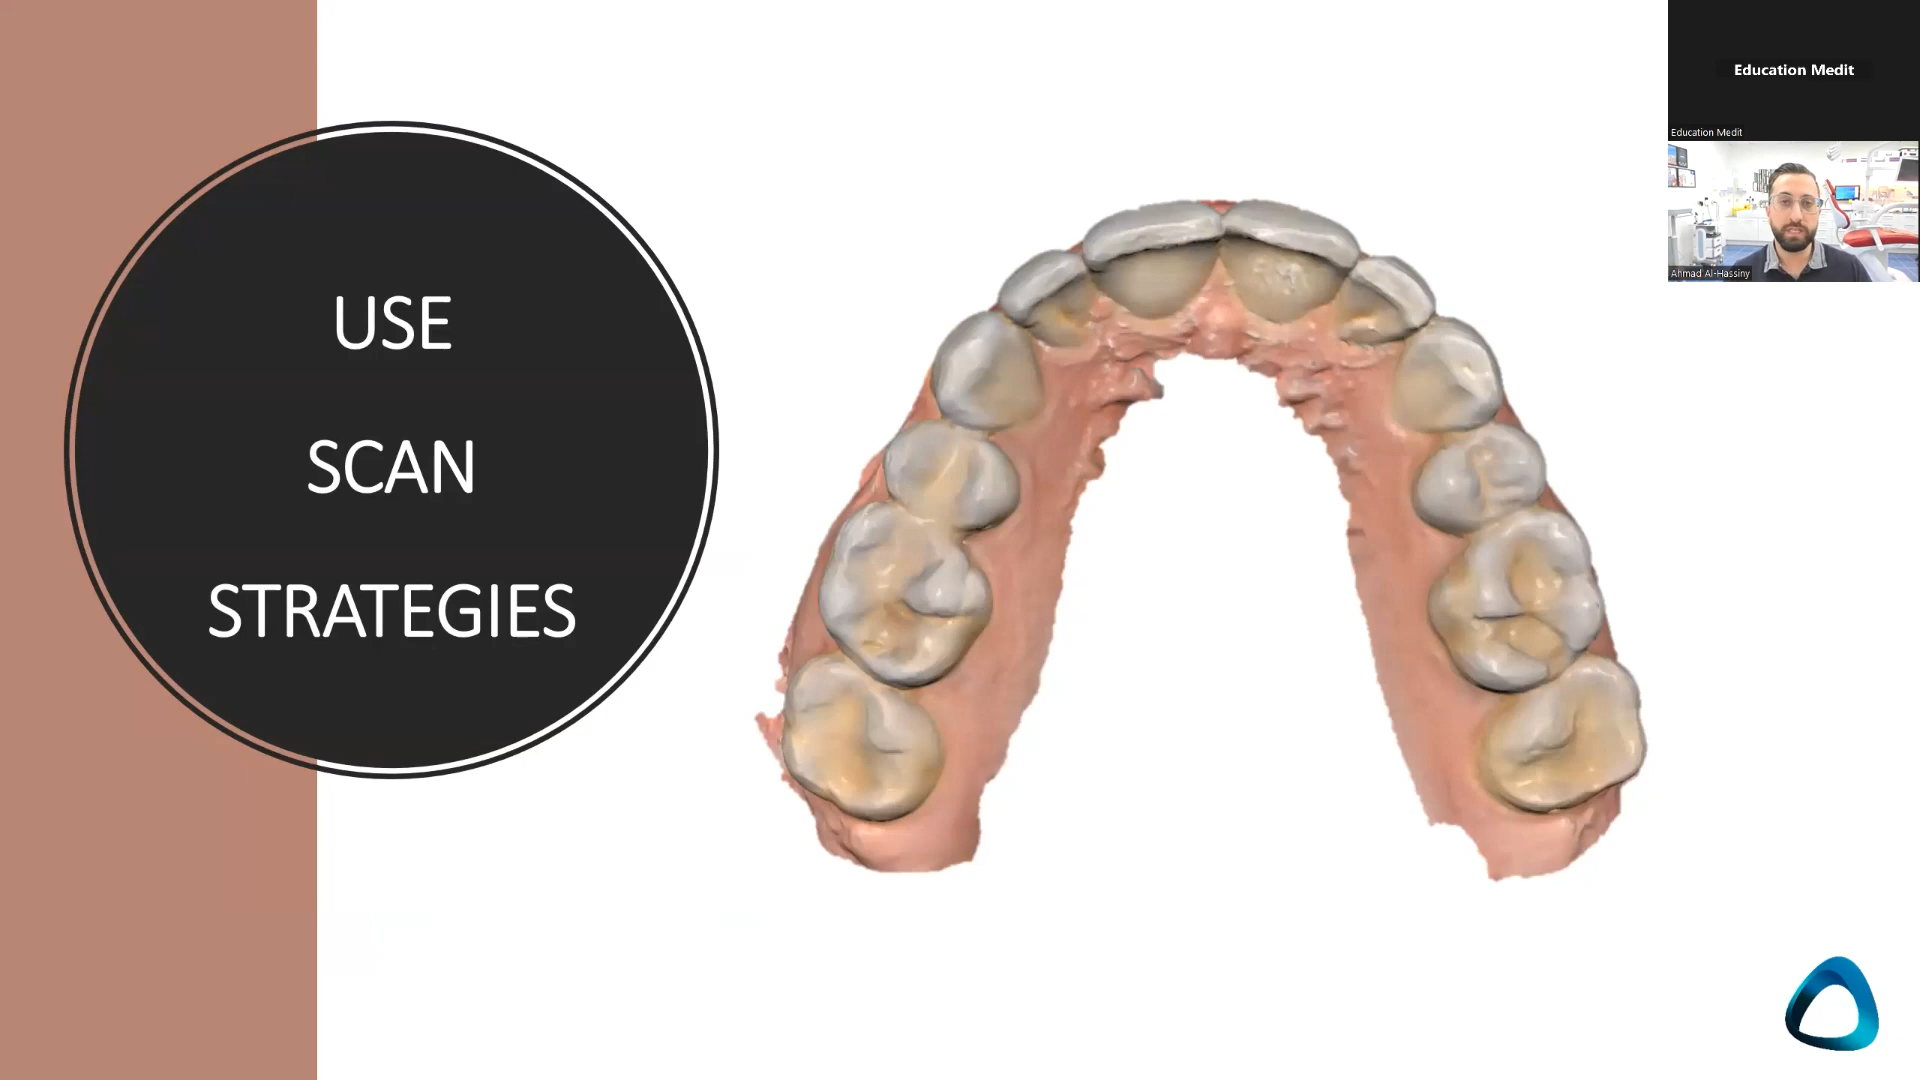 USE
SCAN
STRATEGIES
Education Medit
Education Medit
Ahmad Al-Hassiny